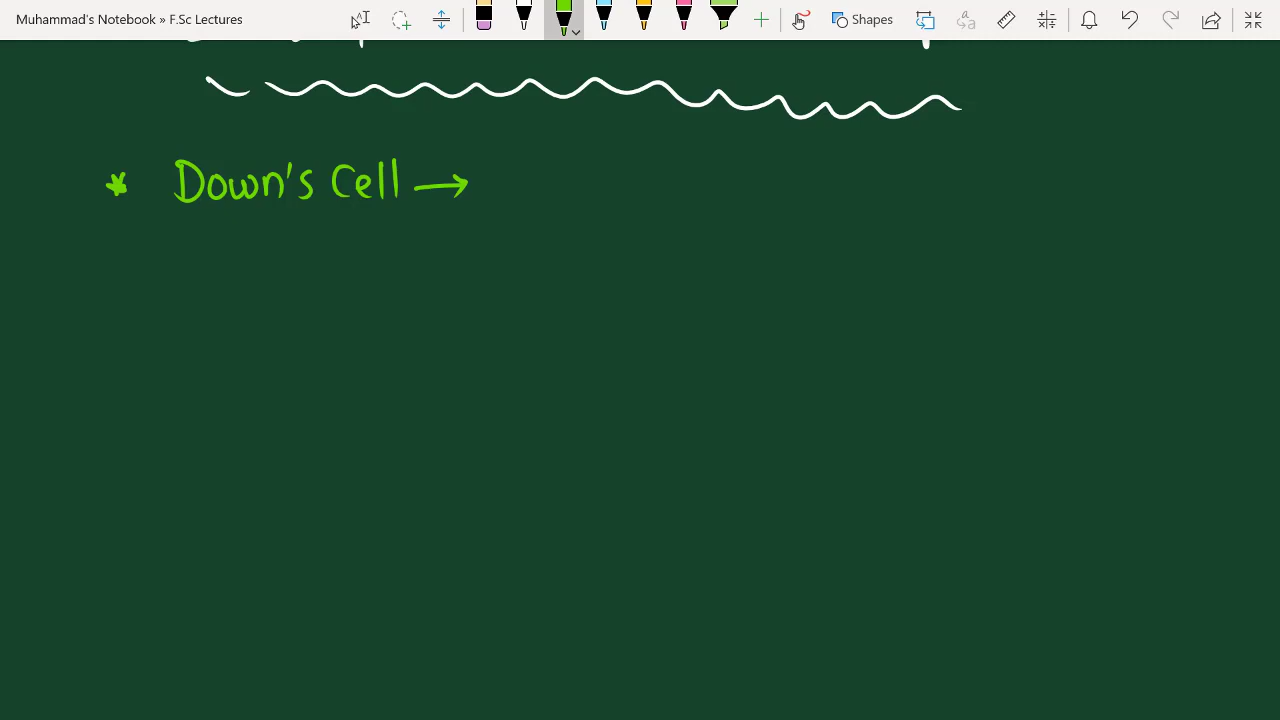 Muhammad's Notebook » F.Sc Lectures
Shapes
* Down's Cell →